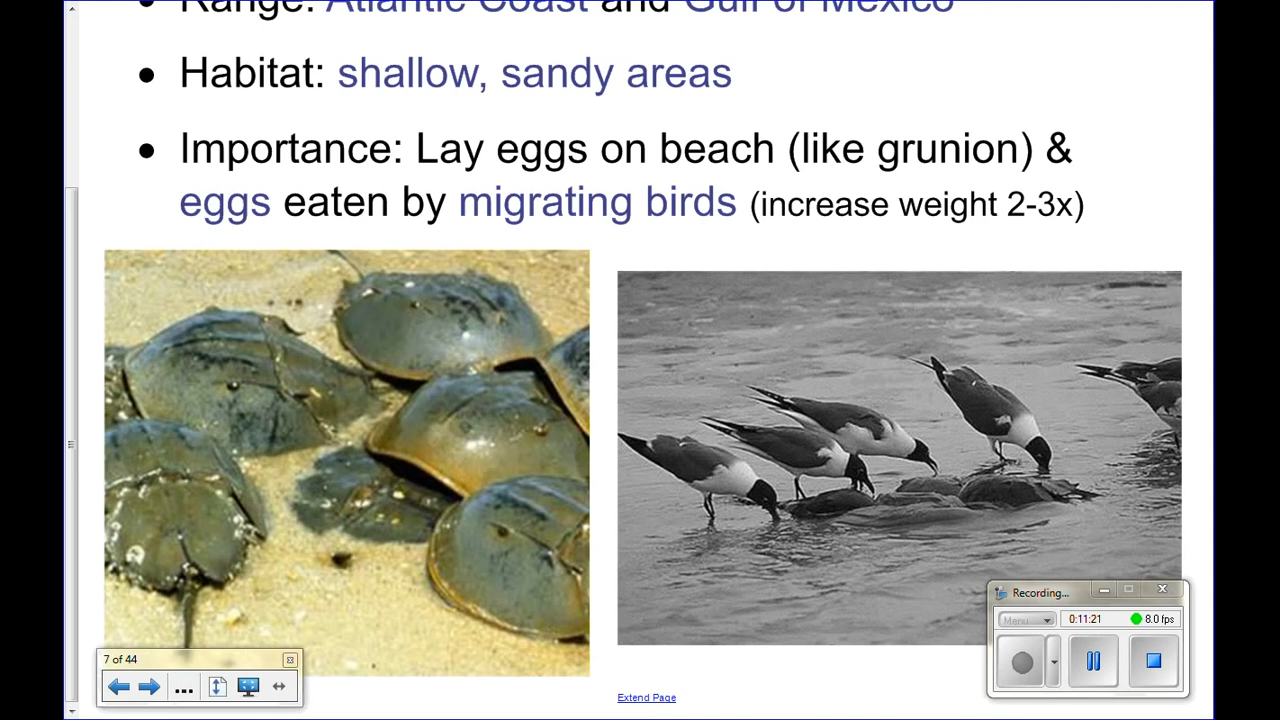 Range: Atlantic Coast and Gulf of Mexico
• Habitat: shallow, sandy areas
• Importance: Lay eggs on beach (like grunion) &
eggs eaten by migrating birds (increase weight 2-3x)
Recording...
Menu
0:11:21
8.0 fps
7 of 44
...
Extend Page